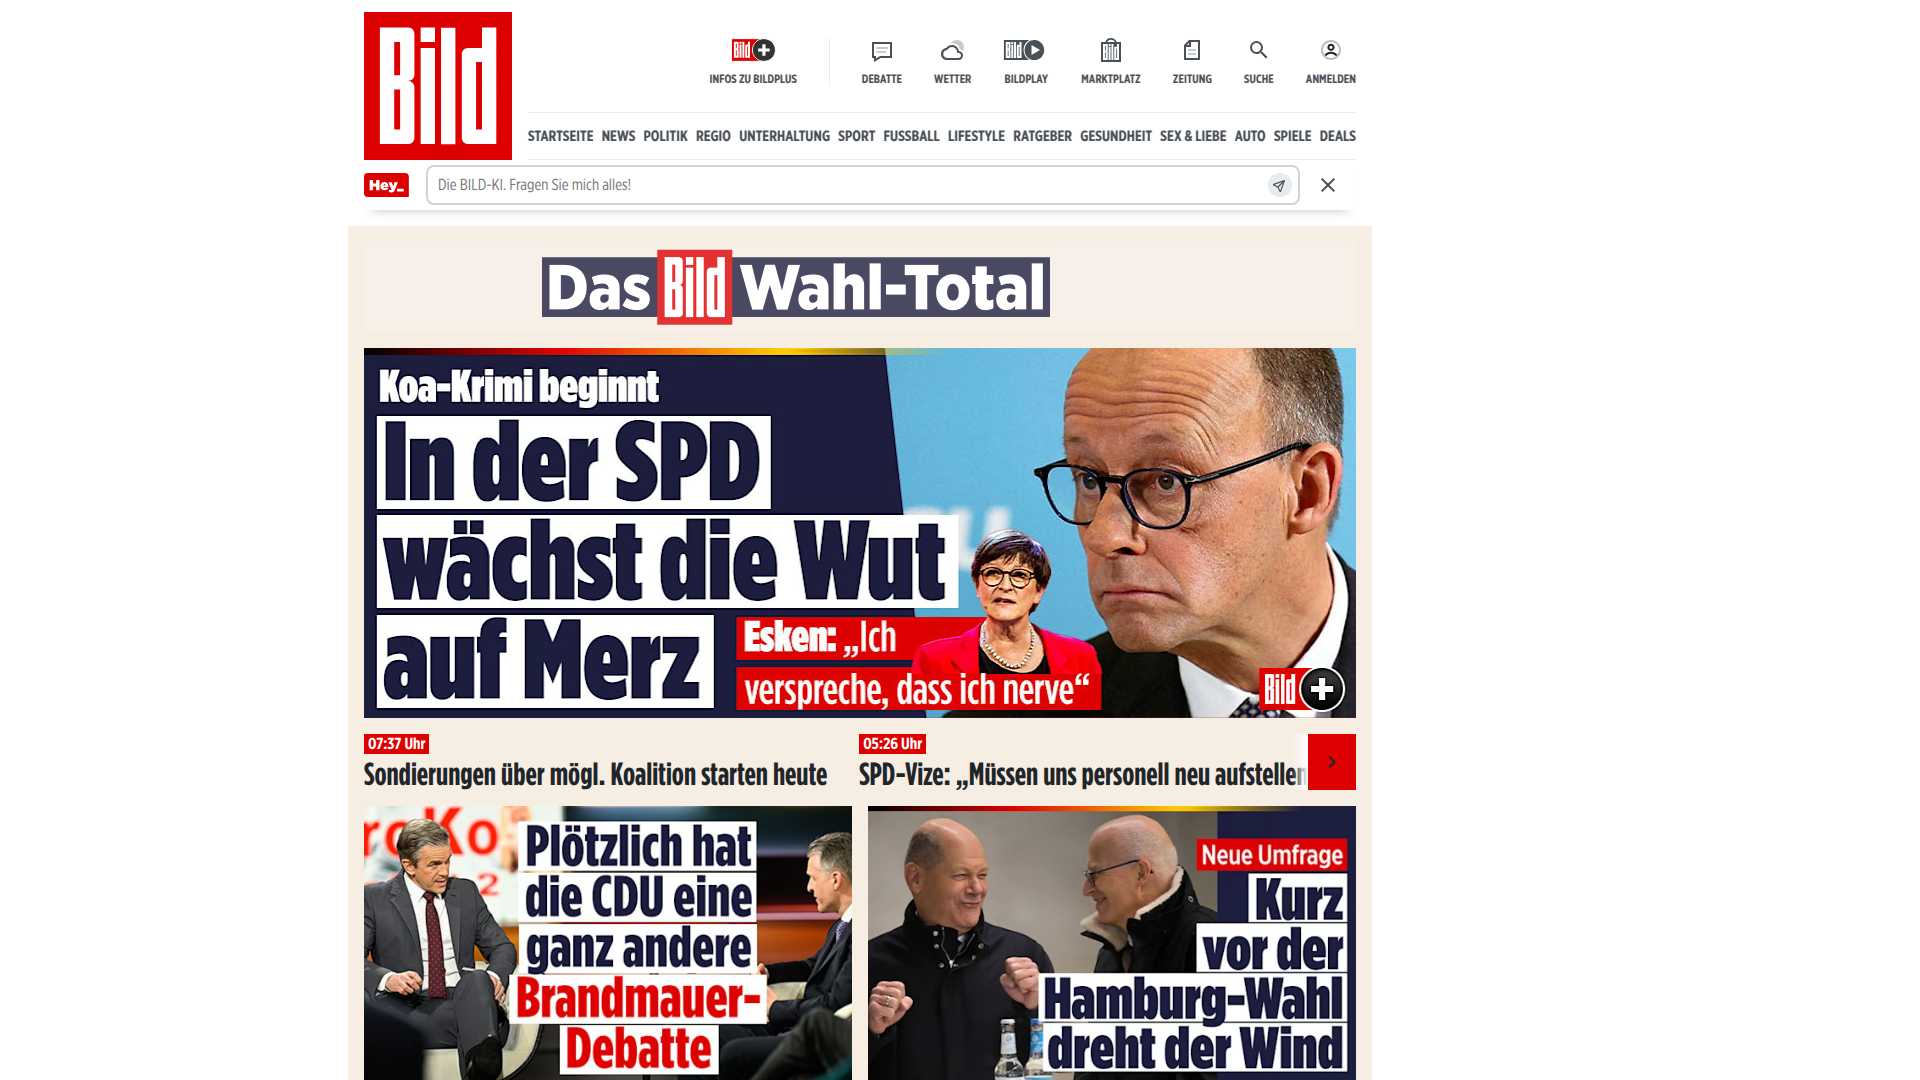 Bild
Bild
INFOS ZU BILDPLUS
DEBATTE
WETTER
Bild
BILDPLAY
Bild
MARKTPLATZ
ZEITUNG
SUCHE
ANMELDEN
STARTSEITE NEWS POLITIK REGIO UNTERHALTUNG SPORT FUSSBALL LIFESTYLE RATGEBER GESUNDHEIT SEX & LIEBE AUTO SPIELE DEALS
Hey_
Die BILD-KI. Fragen Sie mich alles!
Das Bild Wahl-Total
Koa-Krimi beginnt
In der SPD
wächst die Wut
auf Merz
Esken: „Ich
verspreche, dass ich nerve“
Bild
07:37 Uhr
Sondierungen über mögl. Koalition starten heute
05:26 Uhr
SPD-Vize: „Müssen uns personell neu aufstellen
Plötzlich hat
die CDU eine
ganz andere
Brandmauer-
Debatte
Neue Umfrage
Kurz
vor der
Hamburg-Wahl
dreht der Wind